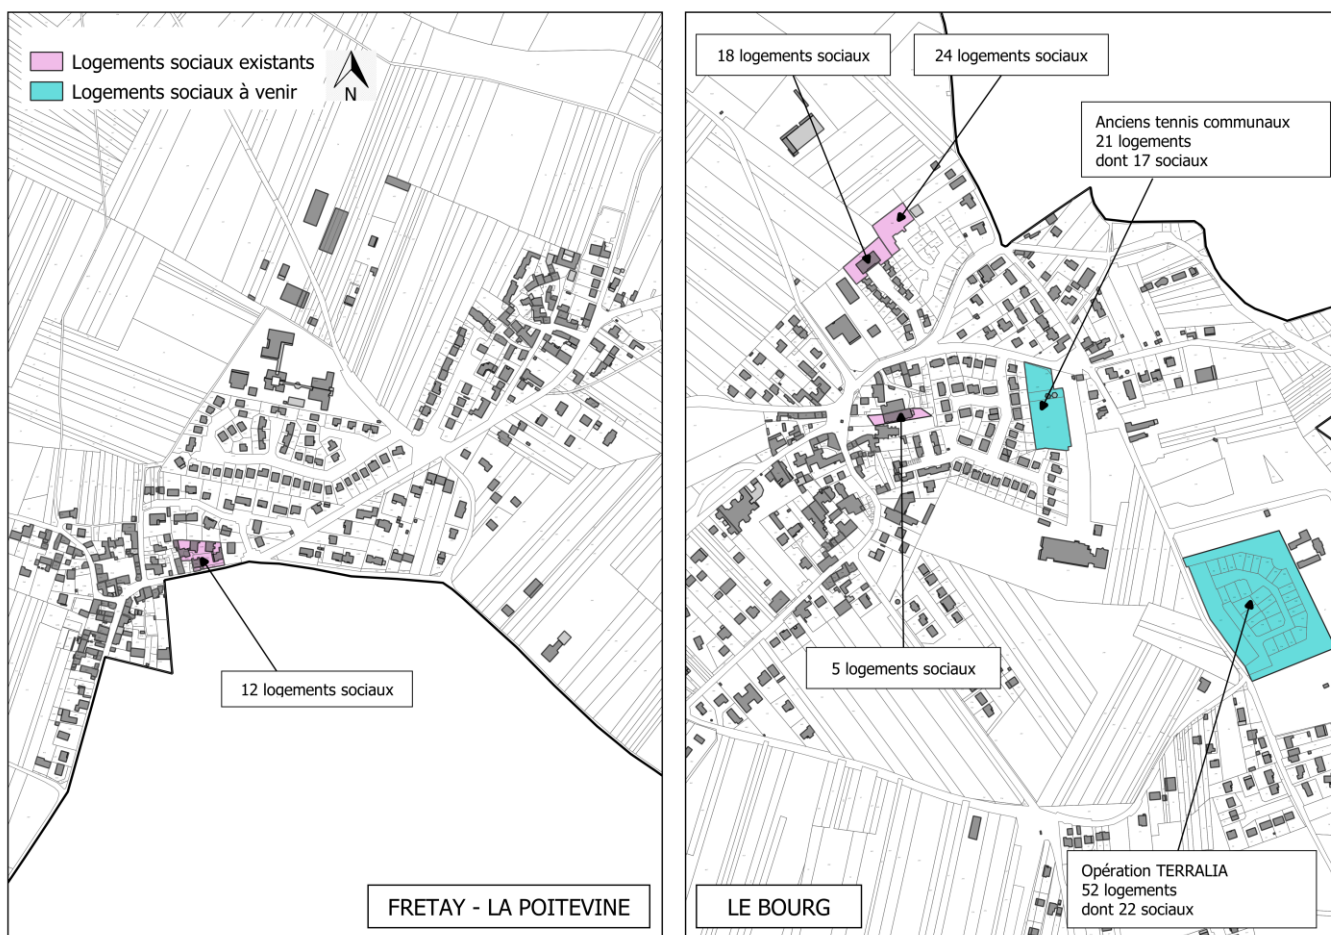 Logements sociaux existants
Logements sociaux à venir
N
12 logements sociaux
FRETAY - LA POITEVINE
18 logements sociaux
24 logements sociaux
Anciens tennis communaux
21 logements
dont 17 sociaux
5 logements sociaux
Opération TERRALIA
52 logements
dont 22 sociaux
LE BOURG